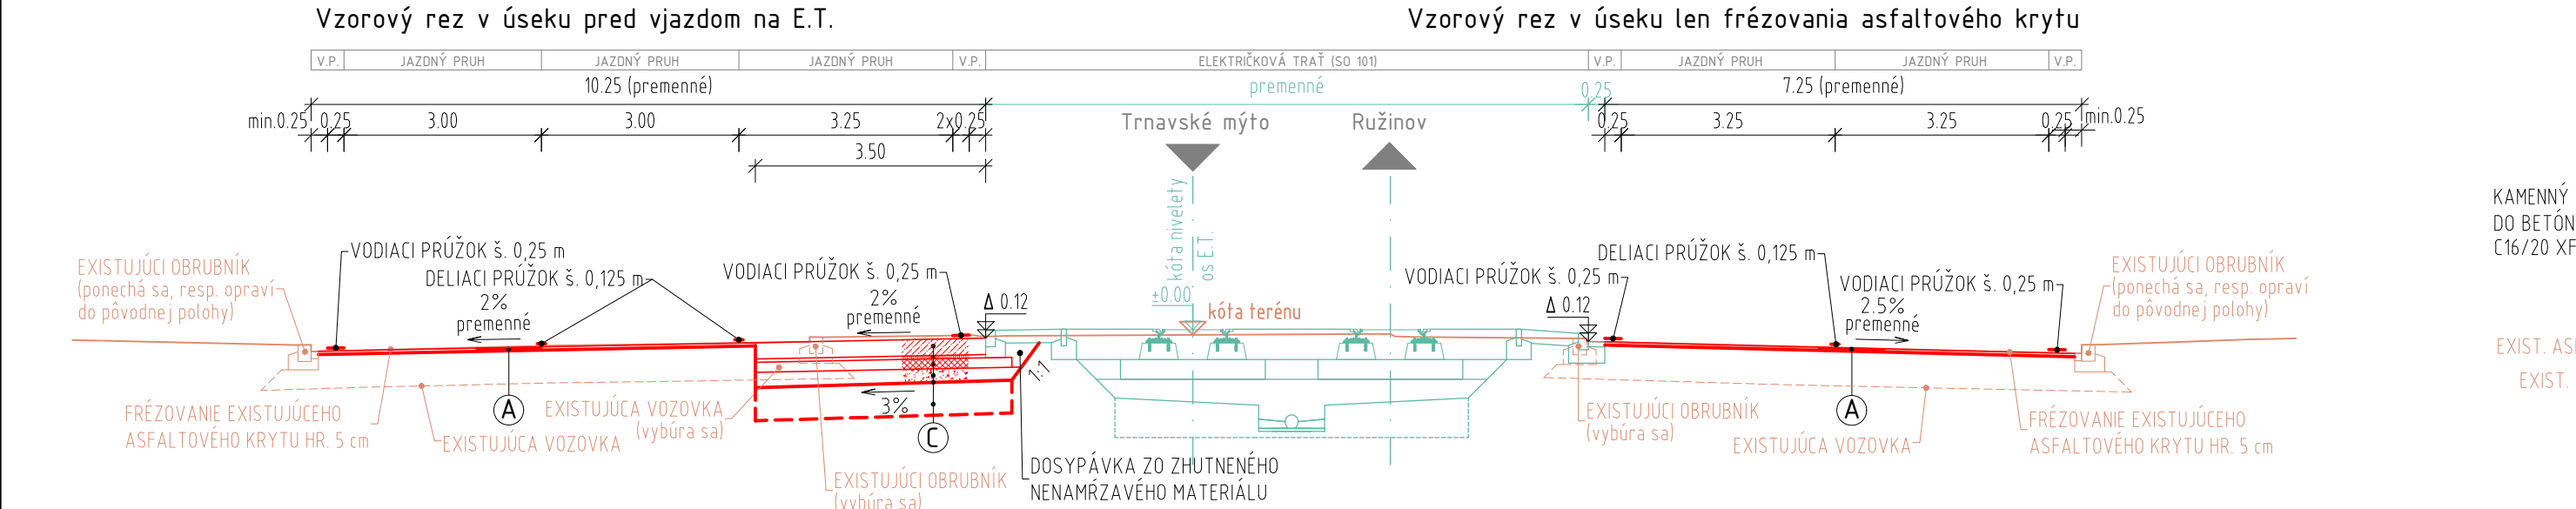 Vzorový rez v úseku pred vjazdom na E.T.
Vzorový rez v úseku len frézovania asfaltového krytu
V.P. JAZDNÝ PRUH JAZDNÝ PRUH JAZDNÝ PRUH V.P. ELEKTRIČKOVÁ TRAŤ (SO 101) V.P. JAZDNÝ PRUH JAZDNÝ PRUH V.P.
10.25 (premenné) premenné 0.25 7.25 (premenné)
min.0.25 0.25 3.00 3.00 3.25 2x0.25 Trnavské mýto Ružinov 0.25 3.25 3.25 0.25 min.0.25
3.50
kóta nivelety
os E.T.
±0.00
kóta terénu
EXISTUJÚCI OBRUBNÍK
(ponechá sa, resp. opraví
do pôvodnej polohy)
VODIACI PRÚŽOK š. 0,25 m
DELIACI PRÚŽOK š. 0,125 m
2%
premenné
VODIACI PRÚŽOK š. 0,25 m
2%
premenné
Δ 0.12
VODIACI PRÚŽOK š. 0,25 m
Δ 0.12
DELIACI PRÚŽOK š. 0,125 m
VODIACI PRÚŽOK š. 0,25 m
2.5%
premenné
EXISTUJÚCI OBRUBNÍK
(ponechá sa, resp. opraví
do pôvodnej polohy)
KAMENNÝ
DO BETÓN
C16/20 XF
EXIST. AS
EXIST.
FRÉZOVANIE EXISTUJÚCEHO
ASFALTOVÉHO KRYTU HR. 5 cm
A
EXISTUJÚCA VOZOVKA
EXISTUJÚCA VOZOVKA
(vybúra sa)
3%
C
1:1
EXISTUJÚCI OBRUBNÍK
(vybúra sa)
DOSYPÁVKA ZO ZHUTNENÉHO
NENAMŔZAVÉHO MATERIÁLU
EXISTUJÚCI OBRUBNÍK
(vybúra sa)
EXISTUJÚCA VOZOVKA
A
FRÉZOVANIE EXISTUJÚCEHO
ASFALTOVÉHO KRYTU HR. 5 cm